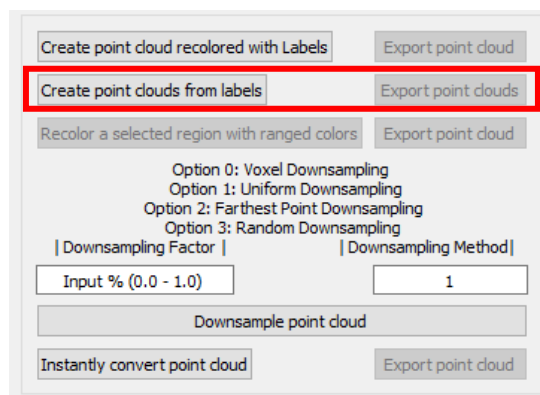 Create point cloud recolored with Labels Export point cloud
Create point clouds from labels Export point clouds
Recolor a selected region with ranged colors Export point cloud
Option 0: Voxel Downsampling
Option 1: Uniform Downsampling
Option 2: Farthest Point Downsampling
Option 3: Random Downsampling
| Downsampling Factor | | Downsampling Method|
Input % (0.0 - 1.0) 1
Downsample point cloud
Instantly convert point cloud Export point cloud